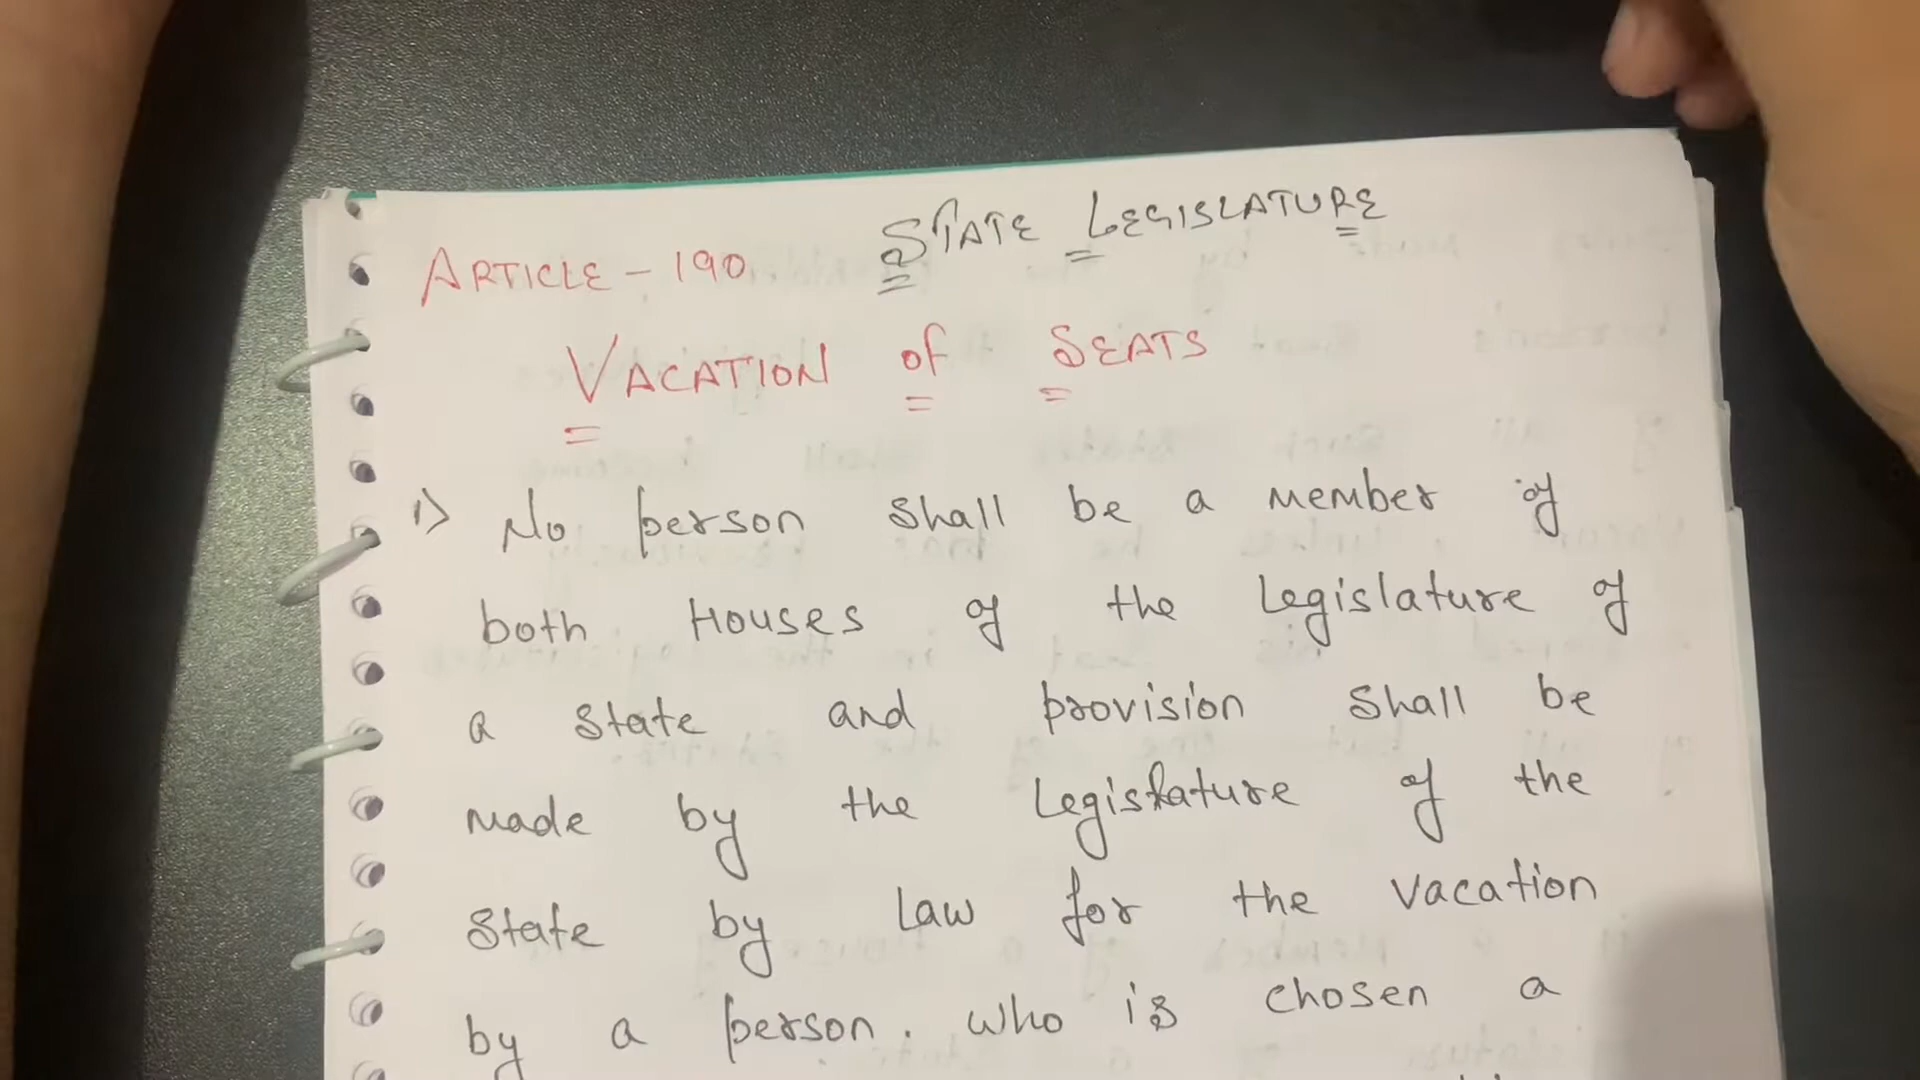 STATE LEGISLATURE
ARTICLE - 190
VACATION of SEATS
1) No person shall be a member of
both Houses of the Legislature of
a state and provision shall be
made by the Legislature of the
state by law for the vacation
by a person. who is chosen a